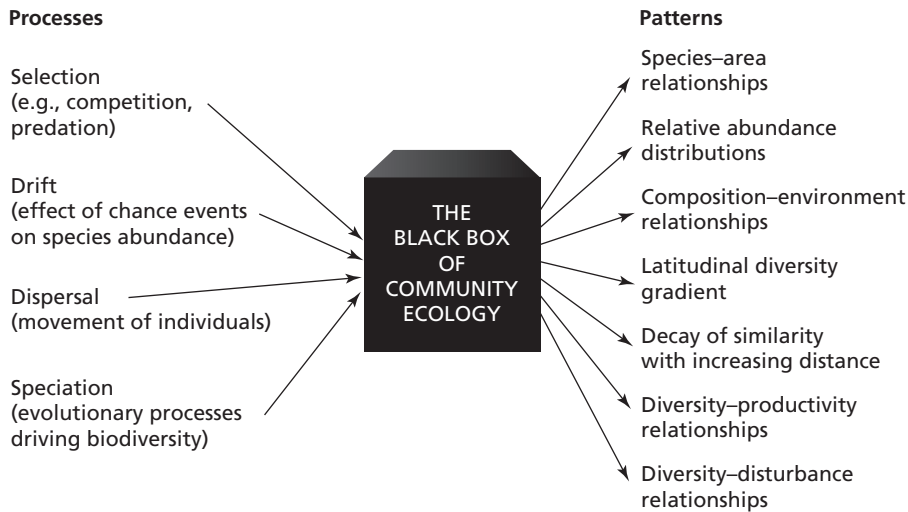 Processes
Selection
(e.g., competition,
predation)
Drift
(effect of chance events
on species abundance)
Dispersal
(movement of individuals)
Speciation
(evolutionary processes
driving biodiversity)
THE
BLACK BOX
OF
COMMUNITY
ECOLOGY
Patterns
Species–area
relationships
Relative abundance
distributions
Composition–environment
relationships
Latitudinal diversity
gradient
Decay of similarity
with increasing distance
Diversity–productivity
relationships
Diversity–disturbance
relationships